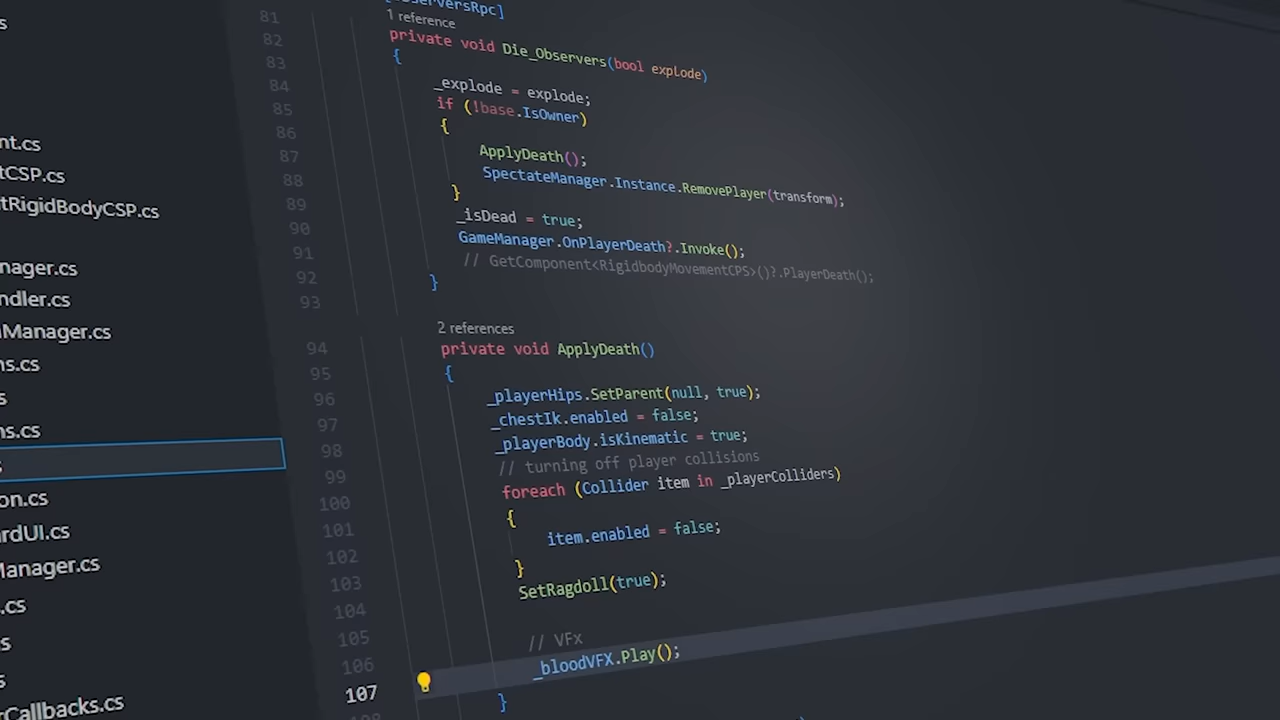 81
ObserversRpc]
1 reference
82 private void Die_Observers(bool explode)
83 {
84 _explode = explode;
85 if (!base.IsOwner)
86 {
87 ApplyDeath();
88 SpectateManager.Instance.RemovePlayer(transform);
89 }
90 _isDead = true;
91 GameManager.OnPlayerDeath?.Invoke();
92 // GetComponent<RigidbodyMovementCPS>()?.PlayerDeath();
93 }
2 references
94 private void ApplyDeath()
95 {
96 _playerHips.SetParent(null, true);
97 _chestIk.enabled = false;
98 _playerBody.isKinematic = true;
99 // turning off player collisions
100 foreach (Collider item in _playerColliders)
101 {
102 item.enabled = false;
103 }
104 SetRagdoll(true);
105
106 // VFx
107 _bloodVFX.Play();
}
s
nt.cs
tCSP.cs
tRigidBodyCSP.cs
nager.cs
ndler.cs
Manager.cs
ns.cs
s
ns.cs
s
on.cs
rdUI.cs
Manager.cs
.cs
s
s
rCallbacks.cs